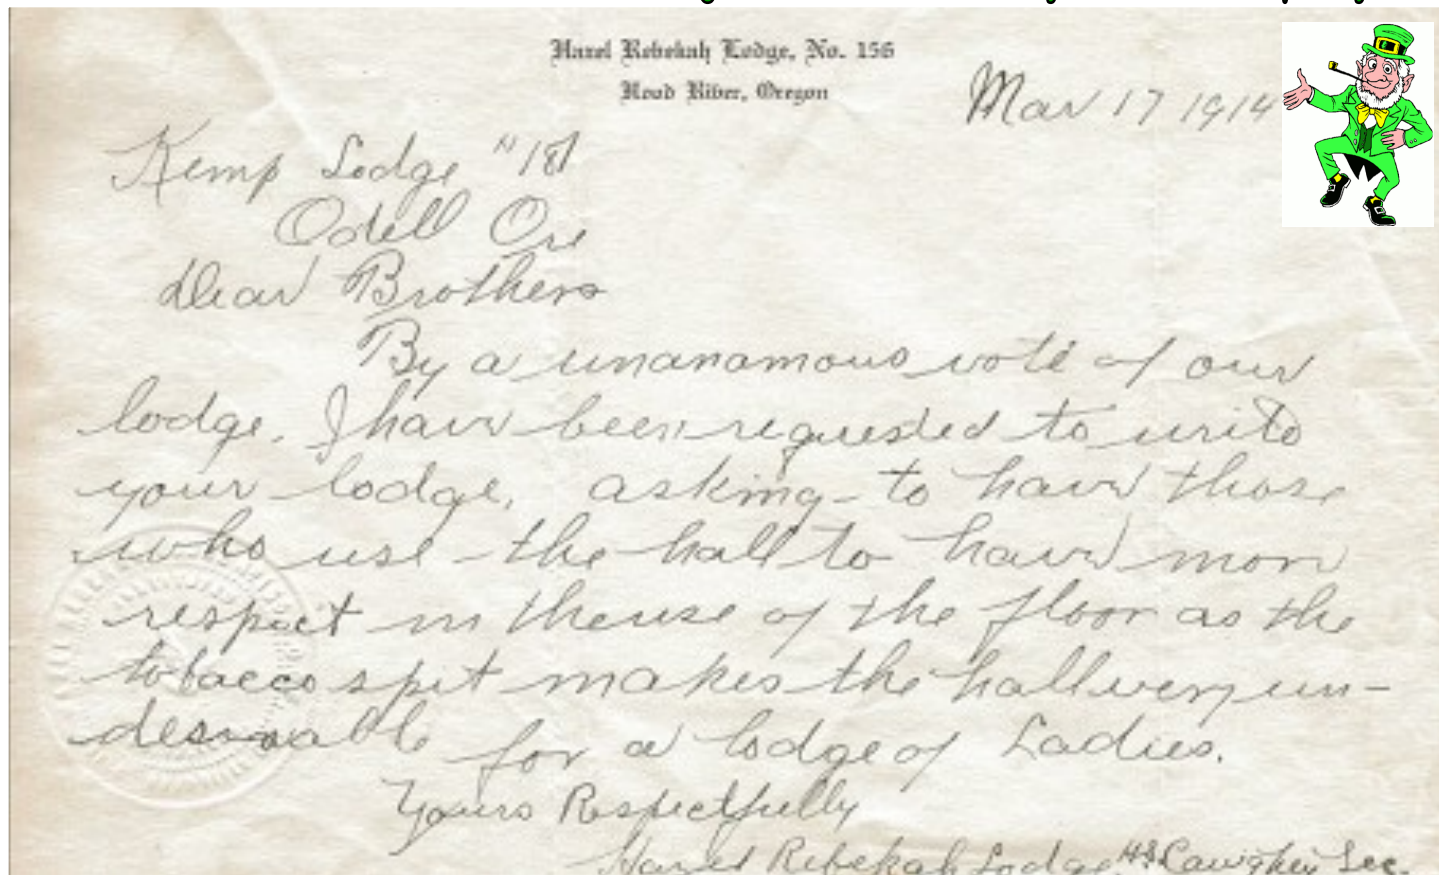 Hazel Rebekah Lodge, No. 156
Hood River, Oregon
Mar 17 1914
Kemp Lodge # 181
Odell Ore
Dear Brothers
By a unanamous vote of our
lodge, I have been requested to write
your lodge, asking to have those
who use the hall to have more
respect in the use of the floor as the
tobacco spit makes the hall very un-
desirable for a lodge of Ladies.
Yours Respectfully
Hazel Rebekah Lodge Sec.